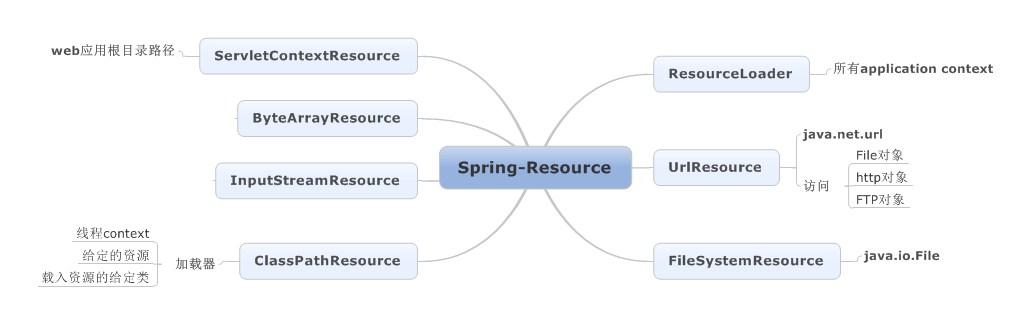 Spring-Resource
ResourceLoader
所有application context
UrlResource
java.net.url
访问
File对象
http对象
FTP对象
FileSystemResource
java.io.File
ServletContextResource
web应用根目录路径
ByteArrayResource
InputStreamResource
ClassPathResource
加载器
线程context
给定的资源
载入资源的给定类